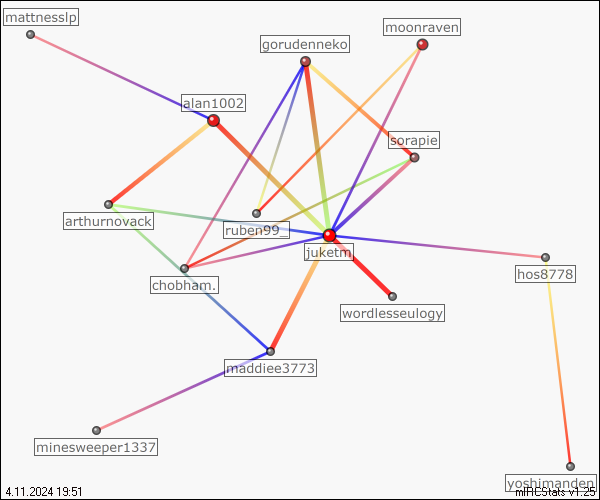 mattnesslp
moonraven
gorudenneko
alan1002
sorapie
arthurnovack
ruben99_
juketm
hos8778
chobham.
wordlesseulogy
maddiee3773
minesweeper1337
yoshimanden
4.11.2024 19:51
mIRCStats v1.25